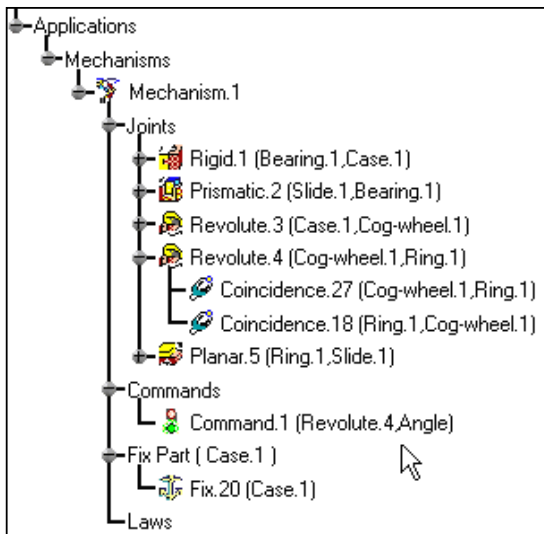 Applications
Mechanisms
Mechanism.1
Joints
Rigid.1 (Bearing.1,Case.1)
Prismatic.2 (Slide.1,Bearing.1)
Revolute.3 (Case.1,Cog-wheel.1)
Revolute.4 (Cog-wheel.1,Ring.1)
Coincidence.27 (Cog-wheel.1,Ring.1)
Coincidence.18 (Ring.1,Cog-wheel.1)
Planar.5 (Ring.1,Slide.1)
Commands
Command.1 (Revolute.4,Angle)
Fix Part ( Case.1 )
Fix.20 (Case.1)
Laws